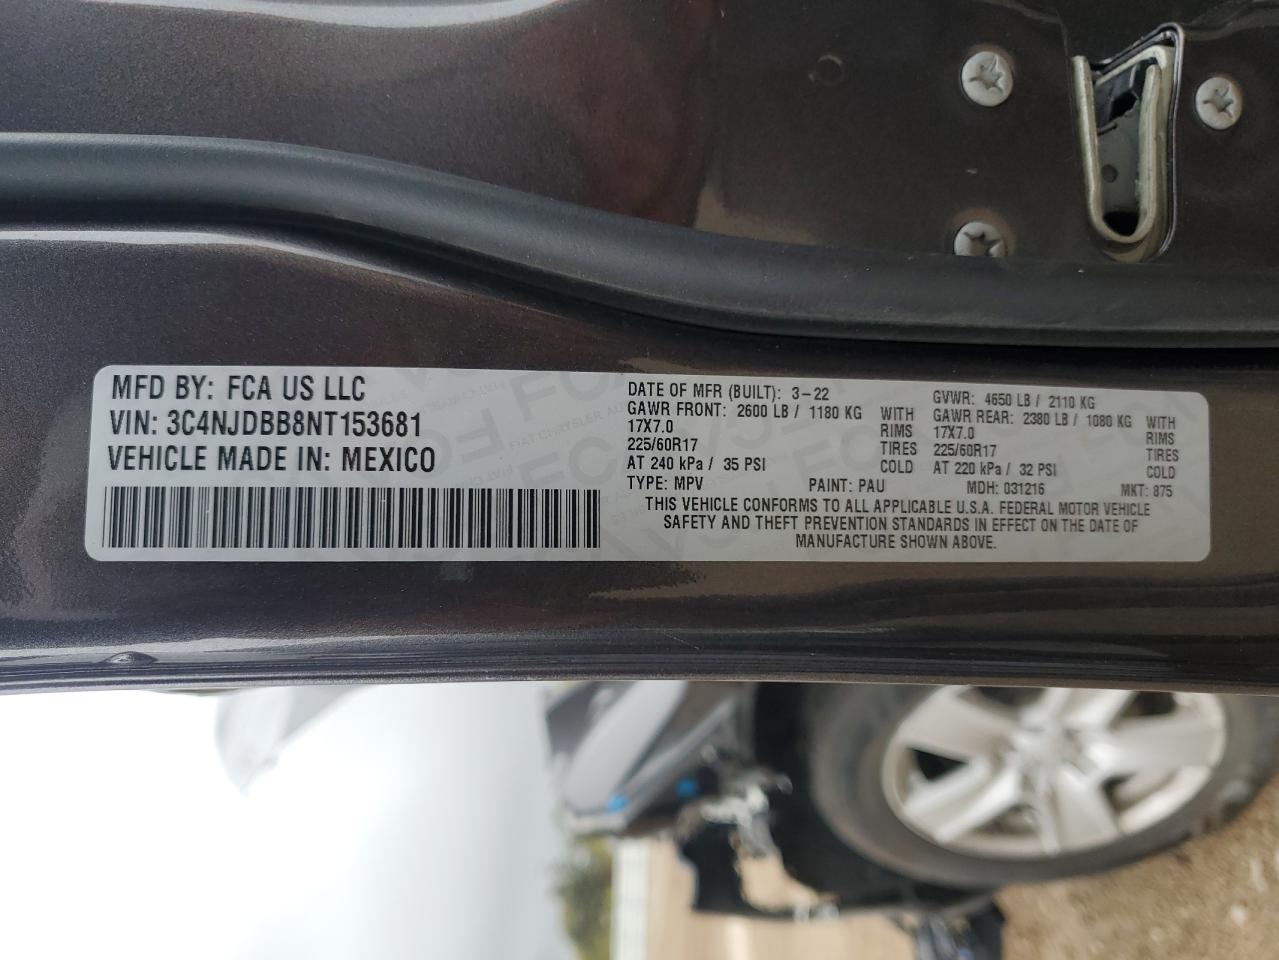 MFD BY: FCA US LLC
VIN: 3C4NJDBB8NT153681
VEHICLE MADE IN: MEXICO
DATE OF MFR (BUILT): 3-22 GVWR: 4650 LB / 2110 KG
GAWR FRONT: 2600 LB / 1180 KG WITH GAWR REAR: 2380 LB / 1080 KG WITH
17X7.0 RIMS 17X7.0 RIMS
225/60R17 TIRES 225/60R17 TIRES
AT 240 kPa / 35 PSI COLD AT 220 kPa / 32 PSI COLD
TYPE: MPV PAINT: PAU MDH: 031216 MKT: 875
THIS VEHICLE CONFORMS TO ALL APPLICABLE U.S.A. FEDERAL MOTOR VEHICLE
SAFETY AND THEFT PREVENTION STANDARDS IN EFFECT ON THE DATE OF
MANUFACTURE SHOWN ABOVE.